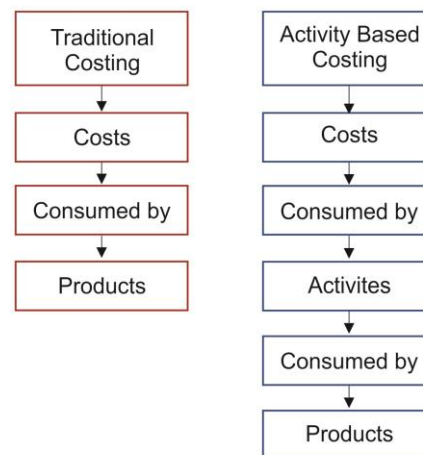 Traditional
Costing
Costs
Consumed by
Products
Activity Based
Costing
Costs
Consumed by
Activites
Consumed by
Products